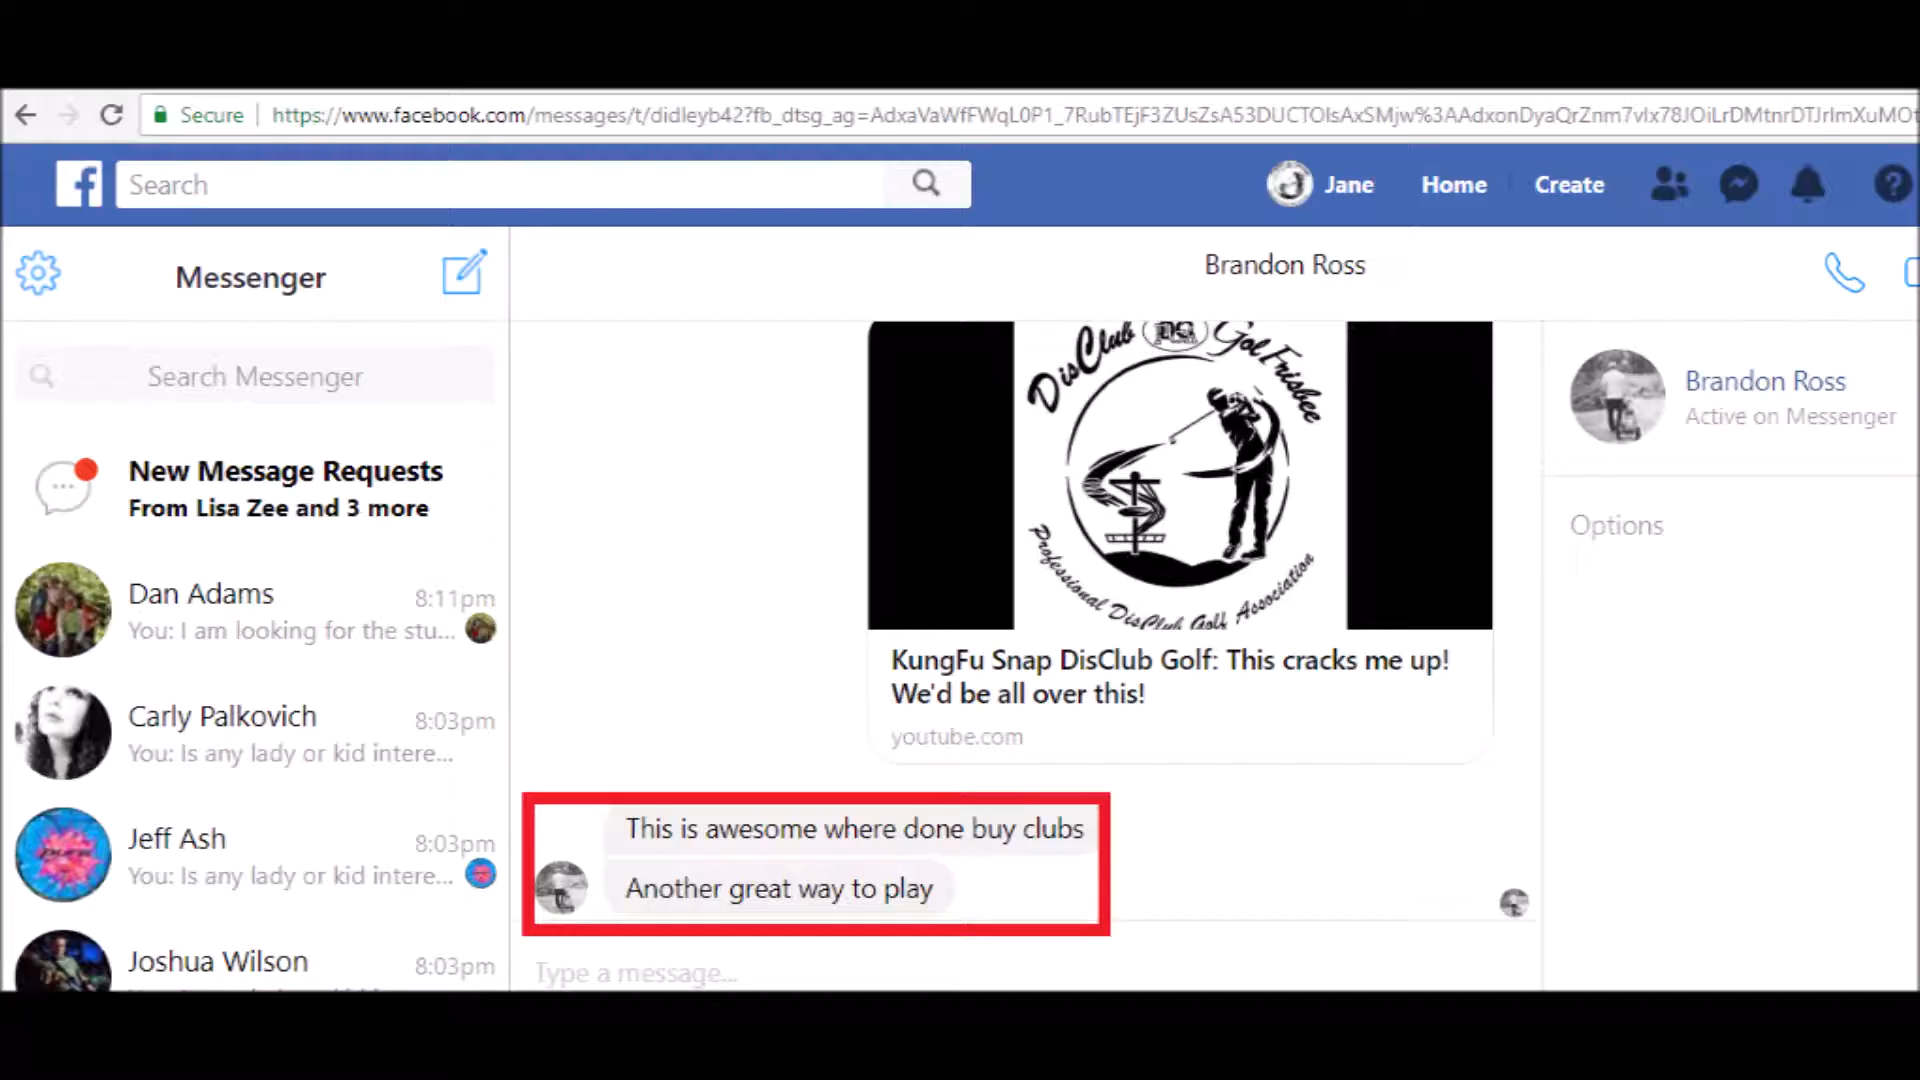 Secure https://www.facebook.com/messages/t/didleyb42?fb_dtsg_ag=AdxaVaWfFWqL0P1_7RubTEjF3ZUsZsA53DUCTOIsAxSMjw%3AAdxonDyaQrZnm7vIx78JOiLrDMtnrDTJrImXuMOt
Search
Jane Home Create
Messenger
Brandon Ross
Search Messenger
New Message Requests
From Lisa Zee and 3 more
Dan Adams 8:11pm
You: I am looking for the stu...
Carly Palkovich 8:03pm
You: Is any lady or kid intere...
Jeff Ash 8:03pm
You: Is any lady or kid intere...
Joshua Wilson 8:03pm
DisClub Gol Frisbee
Professional DisClub Golf Association
KungFu Snap DisClub Golf: This cracks me up!
We'd be all over this!
youtube.com
This is awesome where done buy clubs
Another great way to play
Type a message...
Brandon Ross
Active on Messenger
Options